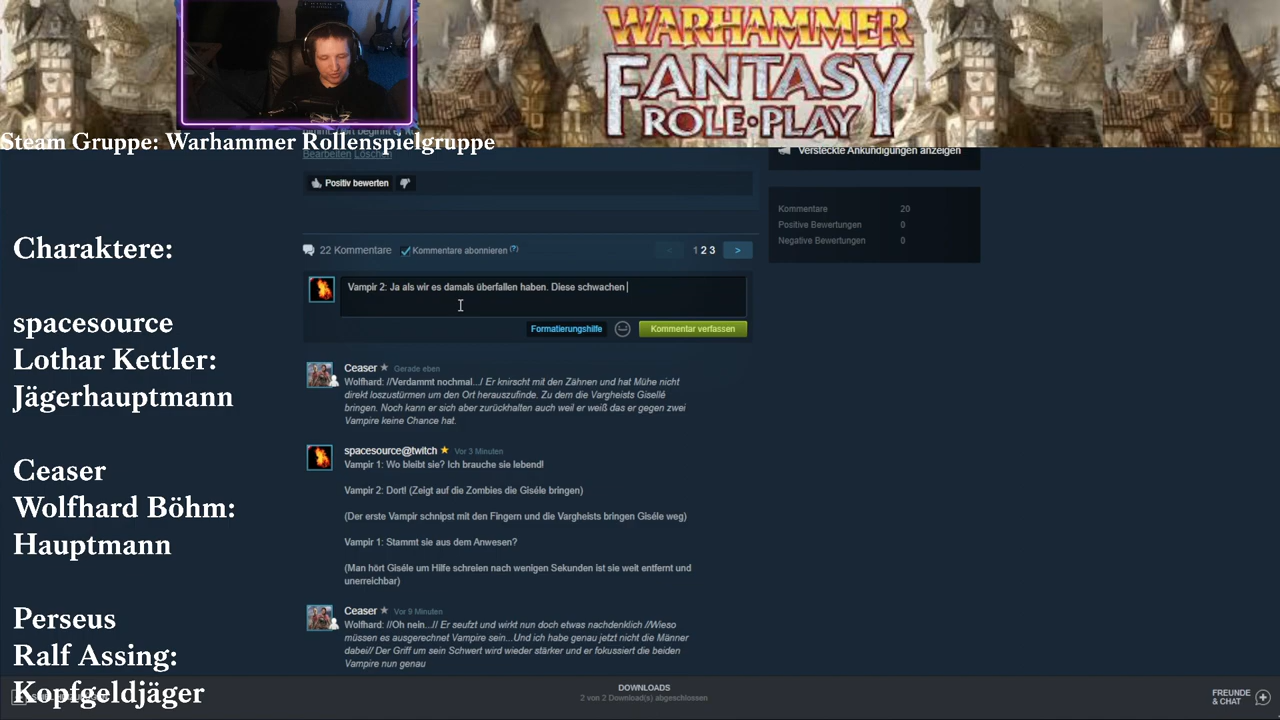 WARHAMMER
FANTASY
ROLE·PLAY
Steam Gruppe: Warhammer Rollenspielgruppe
Bearbeiten Löschen
Versteckte Ankündigungen anzeigen
Positiv bewerten
Kommentare 20
Positive Bewertungen 0
Negative Bewertungen 0
22 Kommentare Kommentare abonnieren (?) < 1 2 3 >
Vampir 2: Ja als wir es damals überfallen haben. Diese schwachen
Formatierungshilfe Kommentar verfassen
Charaktere:
spacesource
Lothar Kettler:
Jägerhauptmann
Ceaser
Wolfhard Böhm:
Hauptmann
Perseus
Ralf Assing:
Kopfgeldjäger
Ceaser Gerade eben
Wolfhard: //Verdammt nochmal.../ Er knirscht mit den Zähnen und hat Mühe nicht
direkt loszustürmen um den Ort herauszufinde. Zu dem die Vargheists Gisellé
bringen. Noch kann er sich aber zurückhalten auch weil er weiß das er gegen zwei
Vampire keine Chance hat.
spacesource@twitch Vor 3 Minuten
Vampir 1: Wo bleibt sie? Ich brauche sie lebend!
Vampir 2: Dort! (Zeigt auf die Zombies die Giséle bringen)
(Der erste Vampir schnipst mit den Fingern und die Vargheists bringen Giséle weg)
Vampir 1: Stammt sie aus dem Anwesen?
(Man hört Giséle um Hilfe schreien nach wenigen Sekunden ist sie weit entfernt und
unerreichbar)
Ceaser Vor 9 Minuten
Wolfhard: //Oh nein...// Er seufzt und wirkt nun doch etwas nachdenklich //Wieso
müssen es ausgerechnet Vampire sein...Und ich habe genau jetzt nicht die Männer
dabei// Der Griff um sein Schwert wird wieder stärker und er fokussiert die beiden
Vampire nun genau
DOWNLOADS
2 von 2 Download(s) abgeschlossen
FREUNDE
& CHAT